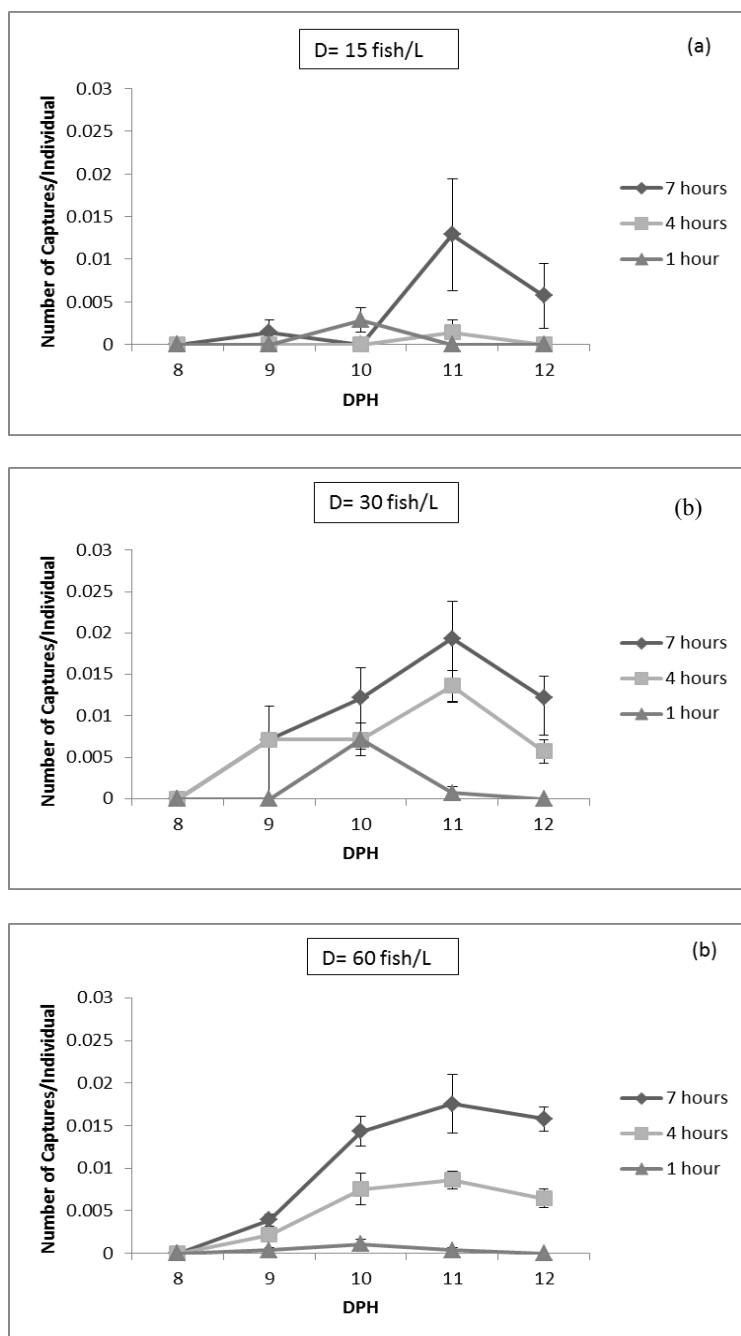 D= 15 fish/L
(a)
Number of Captures/Individual
0.03
0.025
0.02
0.015
0.01
0.005
0
8 9 10 11 12
DPH
7 hours
4 hours
1 hour
D= 30 fish/L
(b)
Number of Captures/Individual
0.03
0.025
0.02
0.015
0.01
0.005
0
8 9 10 11 12
DPH
7 hours
4 hours
1 hour
D= 60 fish/L
(b)
Number of Captures/Individual
0.03
0.025
0.02
0.015
0.01
0.005
0
8 9 10 11 12
DPH
7 hours
4 hours
1 hour